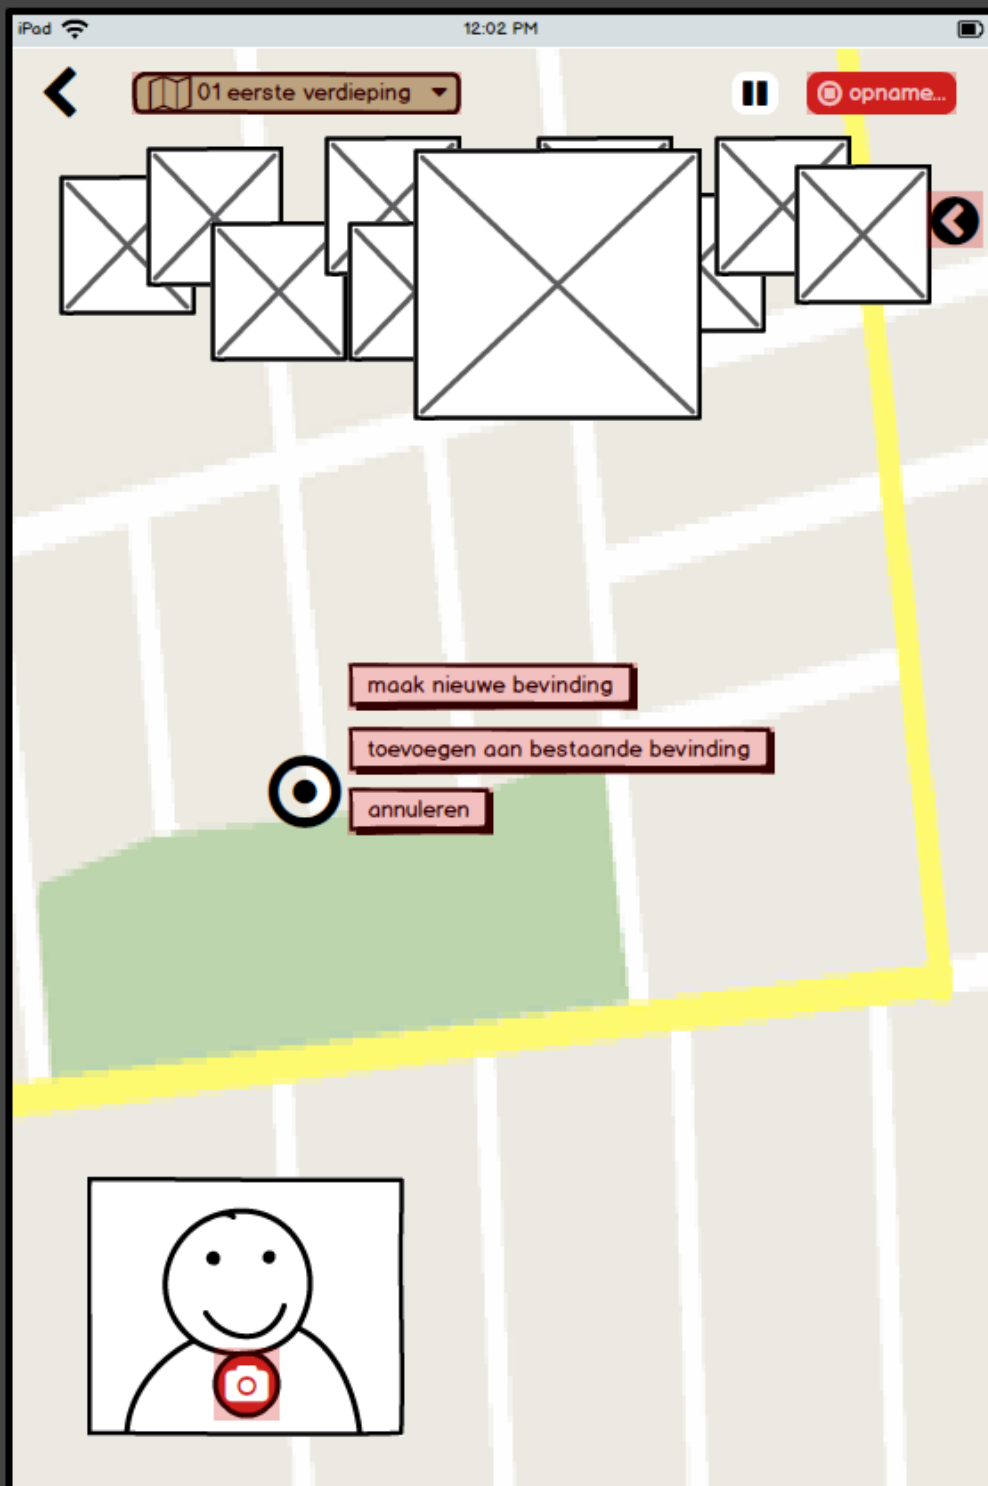 iPad
12:02 PM
01 eerste verdieping
opname...
maak nieuwe bevinding
toevoegen aan bestaande bevinding
annuleren